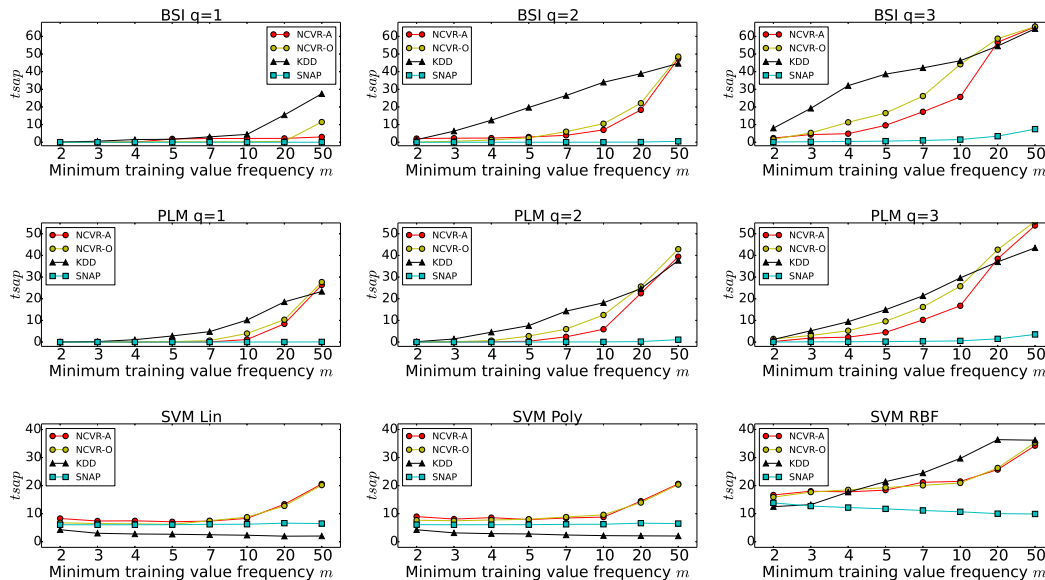 BSI q=1
BSI q=2
BSI q=3
60
50
40
30
20
10
0
tsap
NCVR-A
NCVR-O
KDD
SNAP
2 3 4 5 7 10 20 50
Minimum training value frequency m
60
50
40
30
20
10
0
tsap
NCVR-A
NCVR-O
KDD
SNAP
2 3 4 5 7 10 20 50
Minimum training value frequency m
60
50
40
30
20
10
0
tsap
NCVR-A
NCVR-O
KDD
SNAP
2 3 4 5 7 10 20 50
Minimum training value frequency m
PLM q=1
PLM q=2
PLM q=3
50
40
30
20
10
0
tsap
NCVR-A
NCVR-O
KDD
SNAP
2 3 4 5 7 10 20 50
Minimum training value frequency m
50
40
30
20
10
0
tsap
NCVR-A
NCVR-O
KDD
SNAP
2 3 4 5 7 10 20 50
Minimum training value frequency m
50
40
30
20
10
0
tsap
NCVR-A
NCVR-O
KDD
SNAP
2 3 4 5 7 10 20 50
Minimum training value frequency m
SVM Lin
SVM Poly
SVM RBF
40
30
20
10
0
tsap
NCVR-A
NCVR-O
KDD
SNAP
2 3 4 5 7 10 20 50
Minimum training value frequency m
40
30
20
10
0
tsap
NCVR-A
NCVR-O
KDD
SNAP
2 3 4 5 7 10 20 50
Minimum training value frequency m
40
30
20
10
0
tsap
NCVR-A
NCVR-O
KDD
SNAP
2 3 4 5 7 10 20 50
Minimum training value frequency m